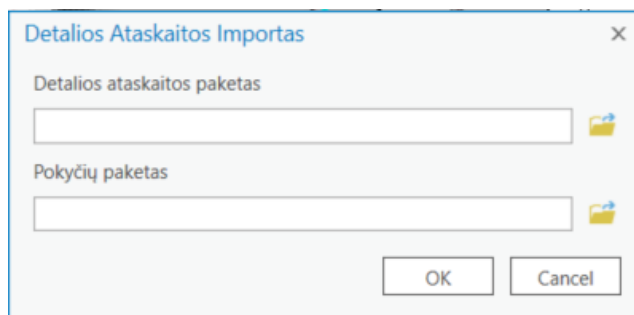 Detalios Ataskaitos Importas
Detalios ataskaitos paketas
Pokyčių paketas
OK Cancel